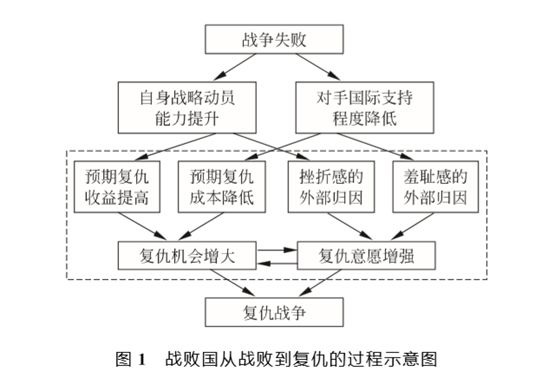 战争失败
自身战略动员
能力提升
对手国际支持
程度降低
预期复仇
收益提高
预期复仇
成本降低
挫折感的
外部归因
羞耻感的
外部归因
复仇机会增大
复仇意愿增强
复仇战争
图 1 战败国从战败到复仇的过程示意图